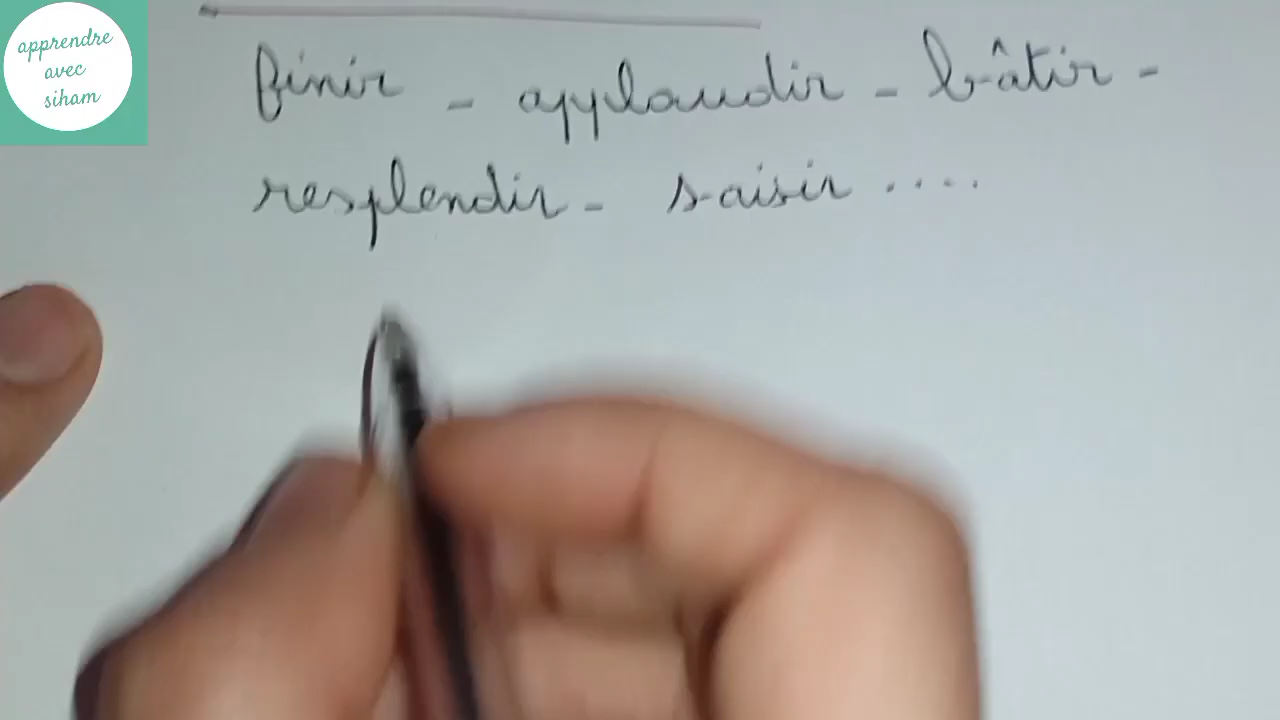 apprendre
avec
siham
finir - applaudir - bâtir -
resplendir - saisir ....